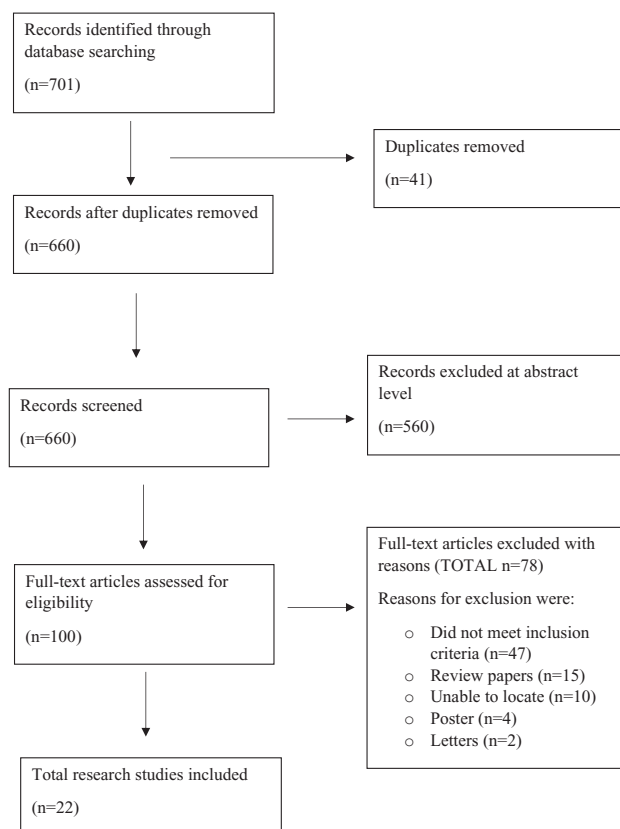 Records identified through
database searching
(n=701)
Duplicates removed
(n=41)
Records after duplicates removed
(n=660)
Records excluded at abstract
level
(n=560)
Records screened
(n=660)
Full-text articles excluded with
reasons (TOTAL n=78)
Reasons for exclusion were:
o Did not meet inclusion
criteria (n=47)
o Review papers (n=15)
o Unable to locate (n=10)
o Poster (n=4)
o Letters (n=2)
Full-text articles assessed for
eligibility
(n=100)
Total research studies included
(n=22)